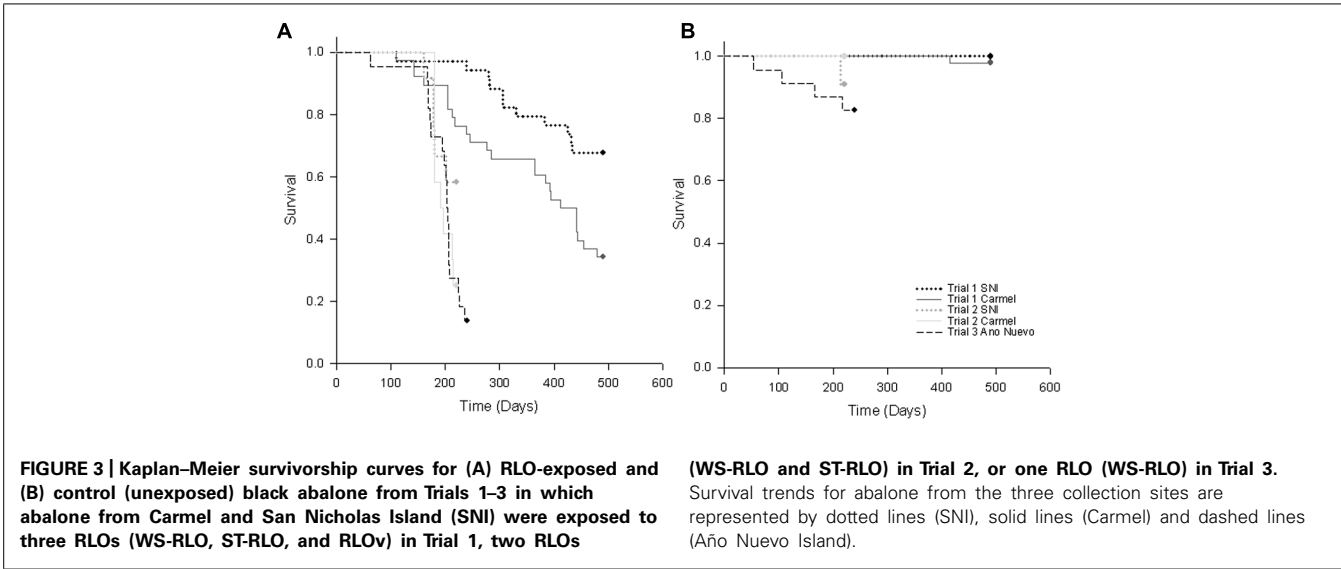 A
1.0
0.8
0.6
0.4
0.2
0.0
Survival
0 100 200 300 400 500 600
Time (Days)
B
1.0
0.8
0.6
0.4
0.2
0.0
Survival
Trial 1 SNI
Trial 1 Carmel
Trial 2 SNI
Trial 2 Carmel
Trial 3 Ano Nuevo
0 100 200 300 400 500 600
Time (Days)
FIGURE 3 | Kaplan–Meier survivorship curves for (A) RLO-exposed and
(B) control (unexposed) black abalone from Trials 1–3 in which
abalone from Carmel and San Nicholas Island (SNI) were exposed to
three RLOs (WS-RLO, ST-RLO, and RLOv) in Trial 1, two RLOs
(WS-RLO and ST-RLO) in Trial 2, or one RLO (WS-RLO) in Trial 3.
Survival trends for abalone from the three collection sites are
represented by dotted lines (SNI), solid lines (Carmel) and dashed lines
(Año Nuevo Island).